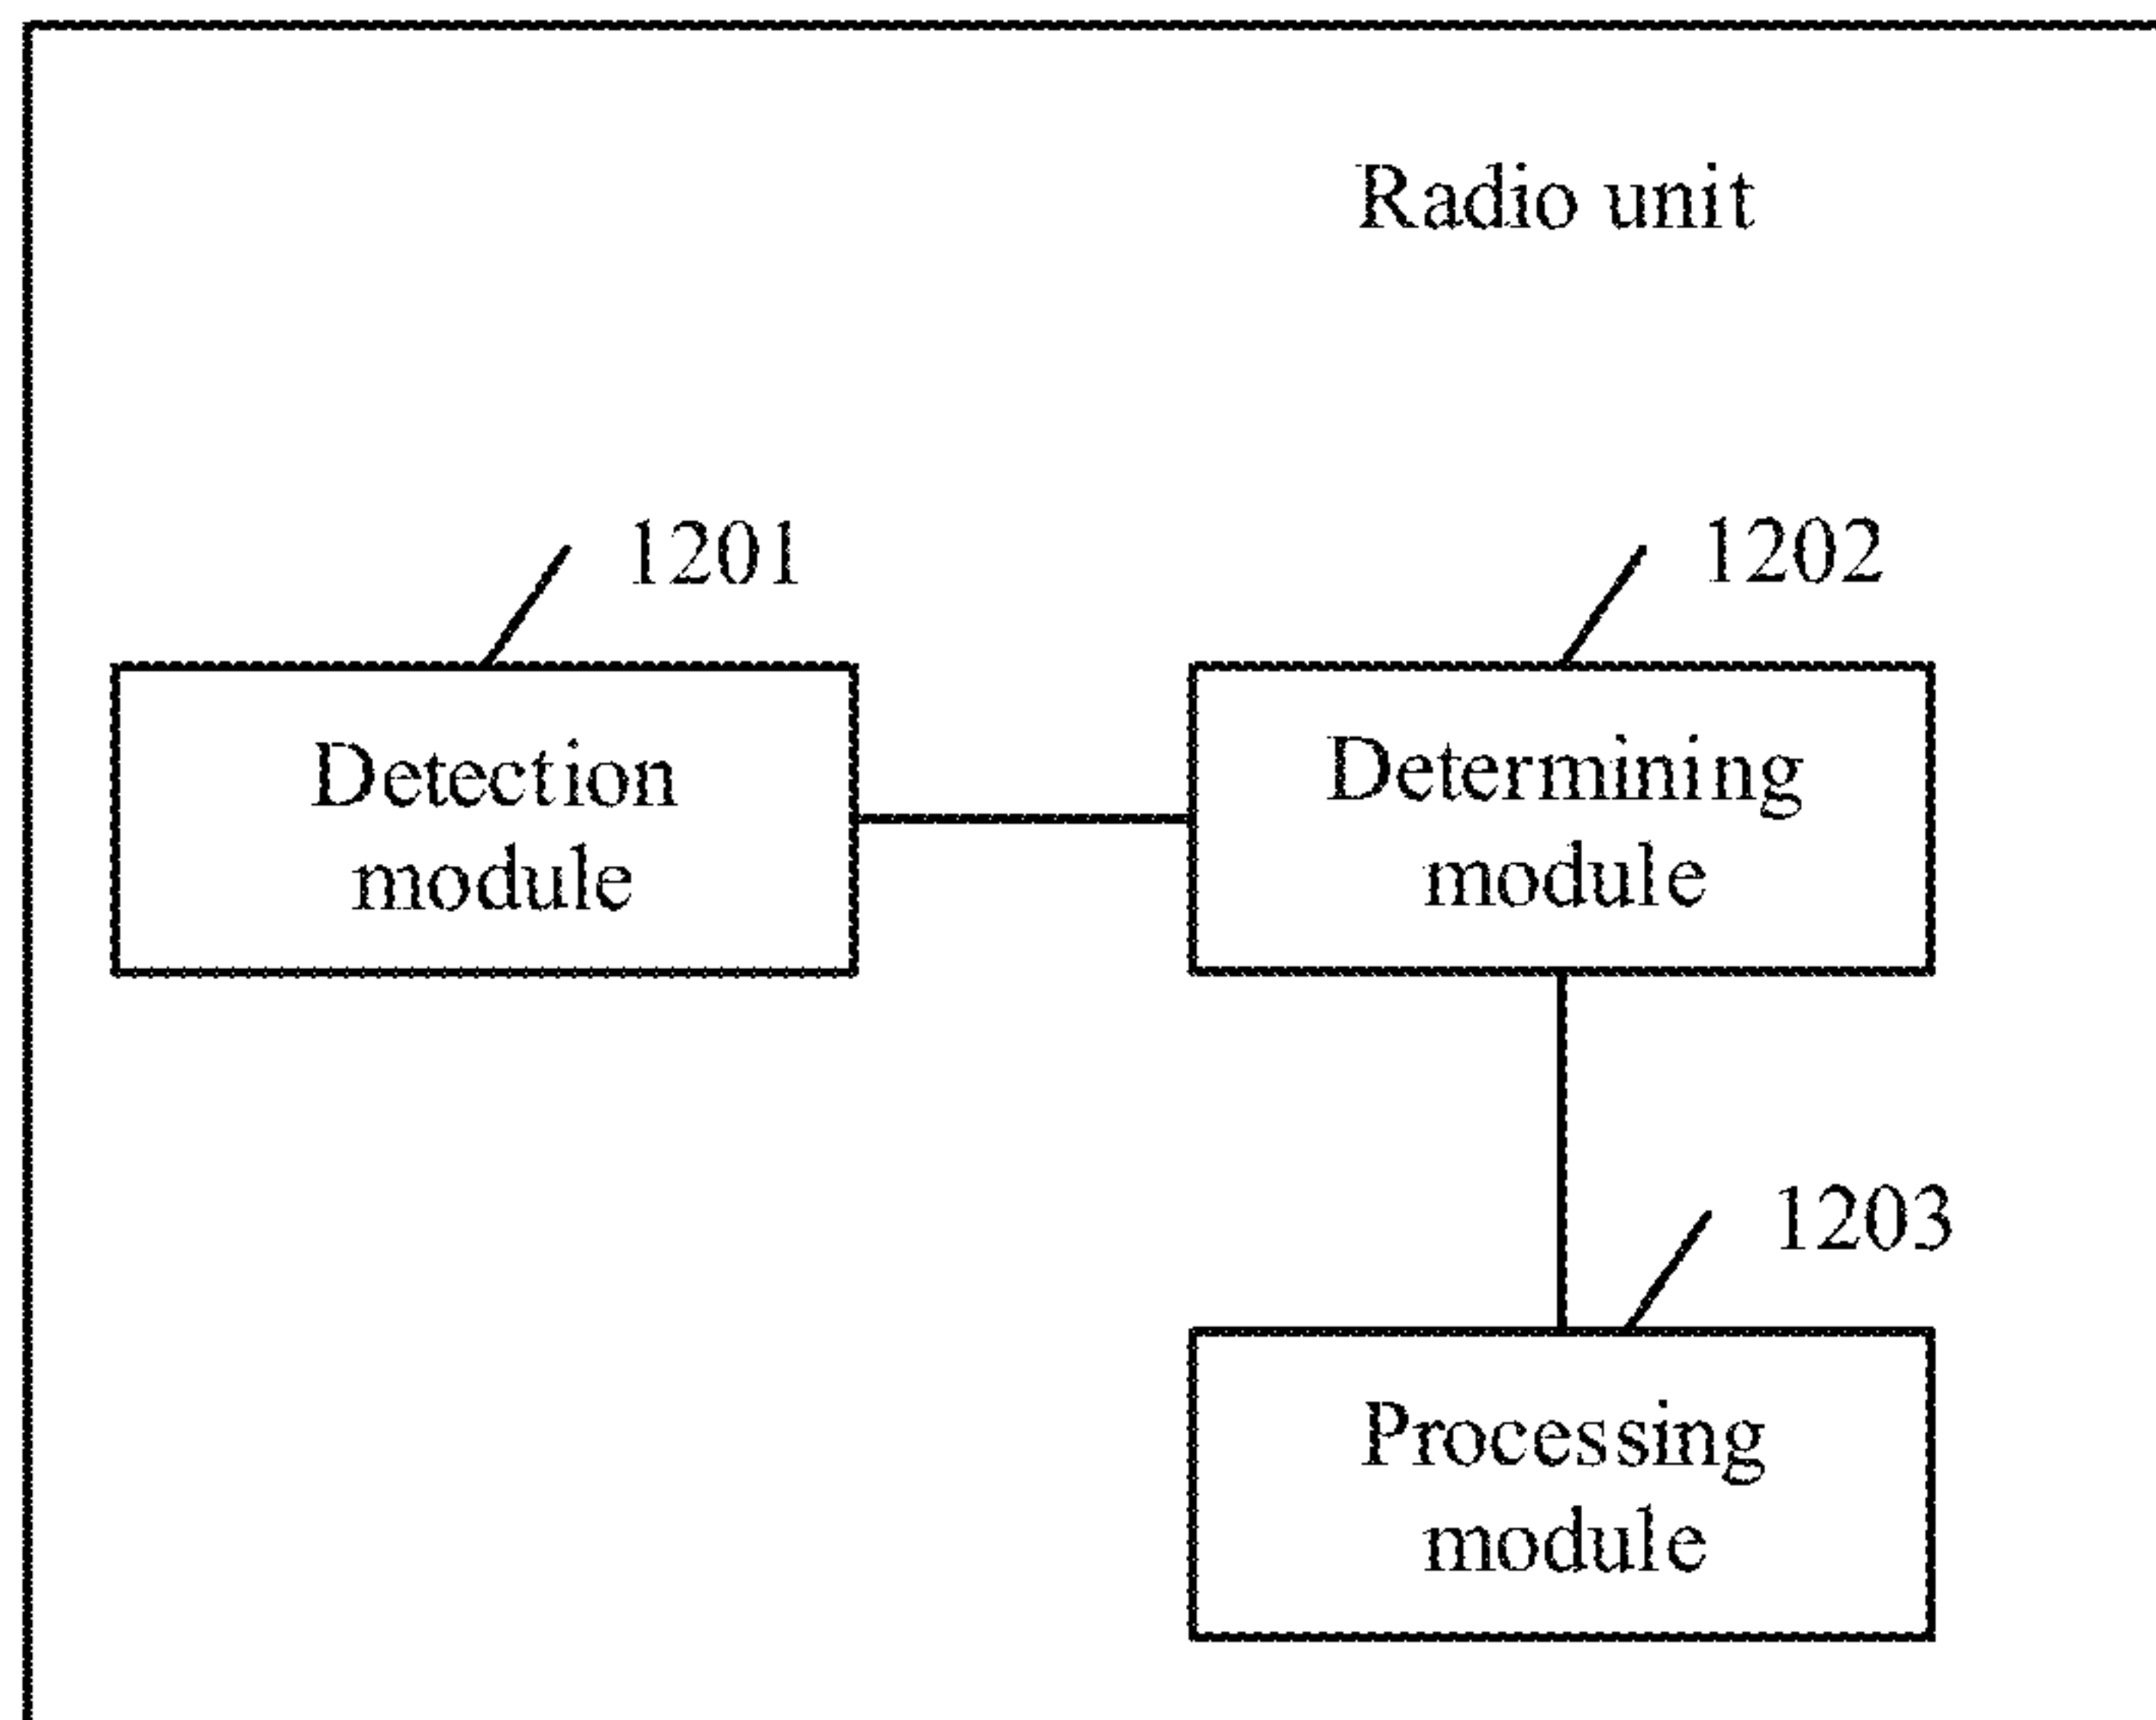 Radio unit
1201
1202
Detection
module
Determining
module
1203
Processing
module